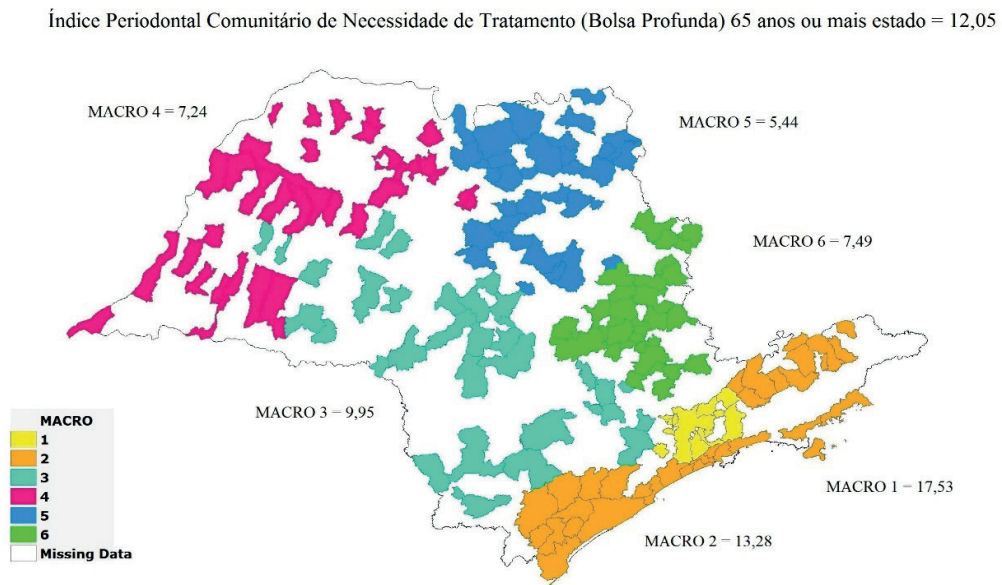 Índice Periodontal Comunitário de Necessidade de Tratamento (Bolsa Profunda) 65 anos ou mais estado = 12,05
MACRO 4 = 7,24
MACRO 5 = 5,44
MACRO 6 = 7,49
MACRO 3 = 9,95
MACRO 1 = 17,53
MACRO 2 = 13,28
MACRO
1
2
3
4
5
6
Missing Data